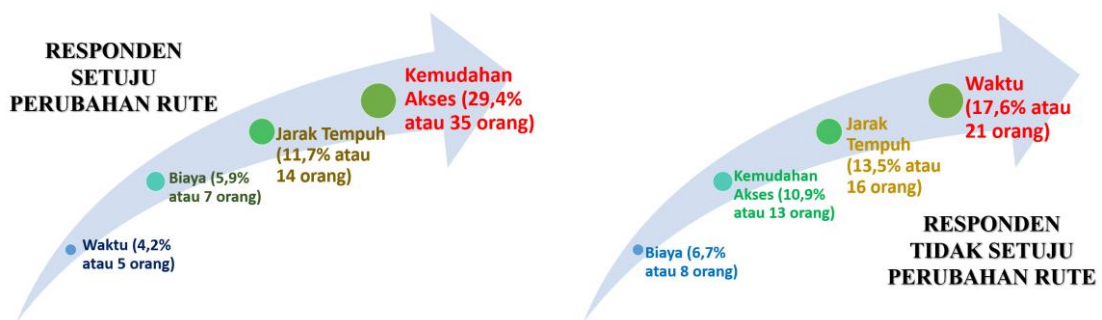 RESPONDEN
SETUJU
PERUBAHAN RUTE
Kemudahan
Akses (29,4%
atau 35 orang)
Jarak Tempuh
(11,7% atau
14 orang)
Biaya (5,9%
atau 7 orang)
Waktu (4,2%
atau 5 orang)
Waktu
(17,6% atau
21 orang)
Jarak
Tempuh
(13,5% atau
16 orang)
Kemudahan
Akses (10,9%
atau 13 orang)
Biaya (6,7%
atau 8 orang)
RESPONDEN
TIDAK SETUJU
PERUBAHAN RUTE